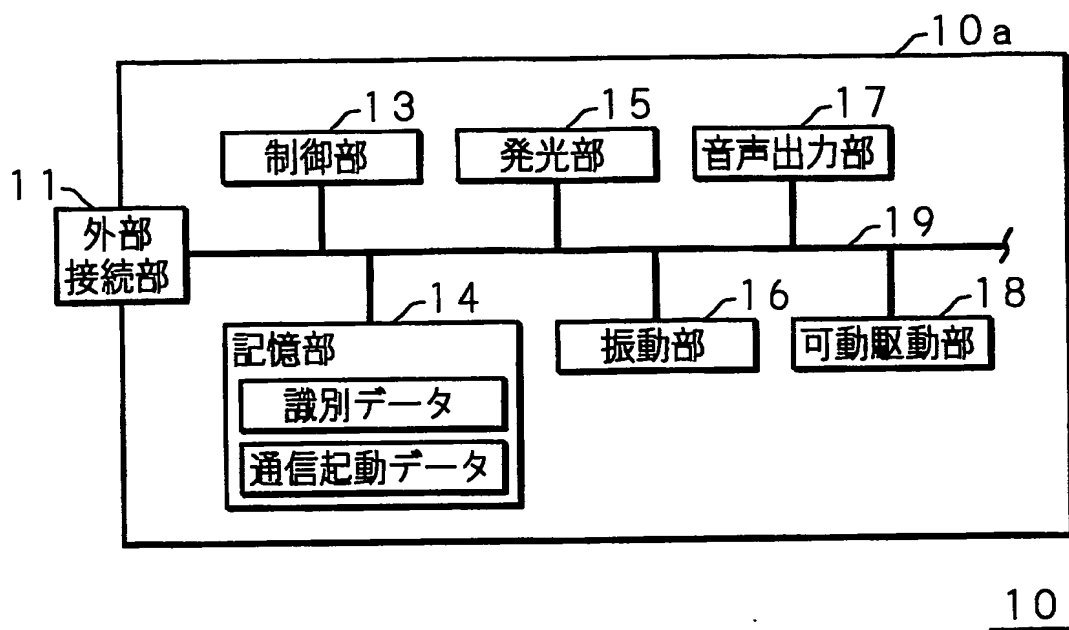 10a
13
15
17
制御部
発光部
音声出力部
11
外部
接続部
19
14
16
18
記憶部
振動部
可動駆動部
識別データ
通信起動データ
10